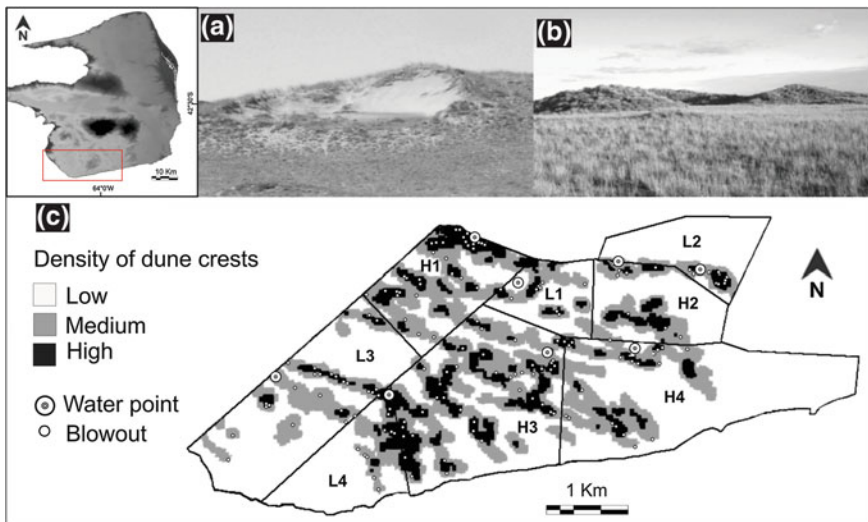 N
42°30'S
10 Km
64°0'W
(a)
(b)
(c)
Density of dune crests
Low
Medium
High
Water point
Blowout
H1
L1
L2
H2
L3
H3
H4
L4
N
1 Km